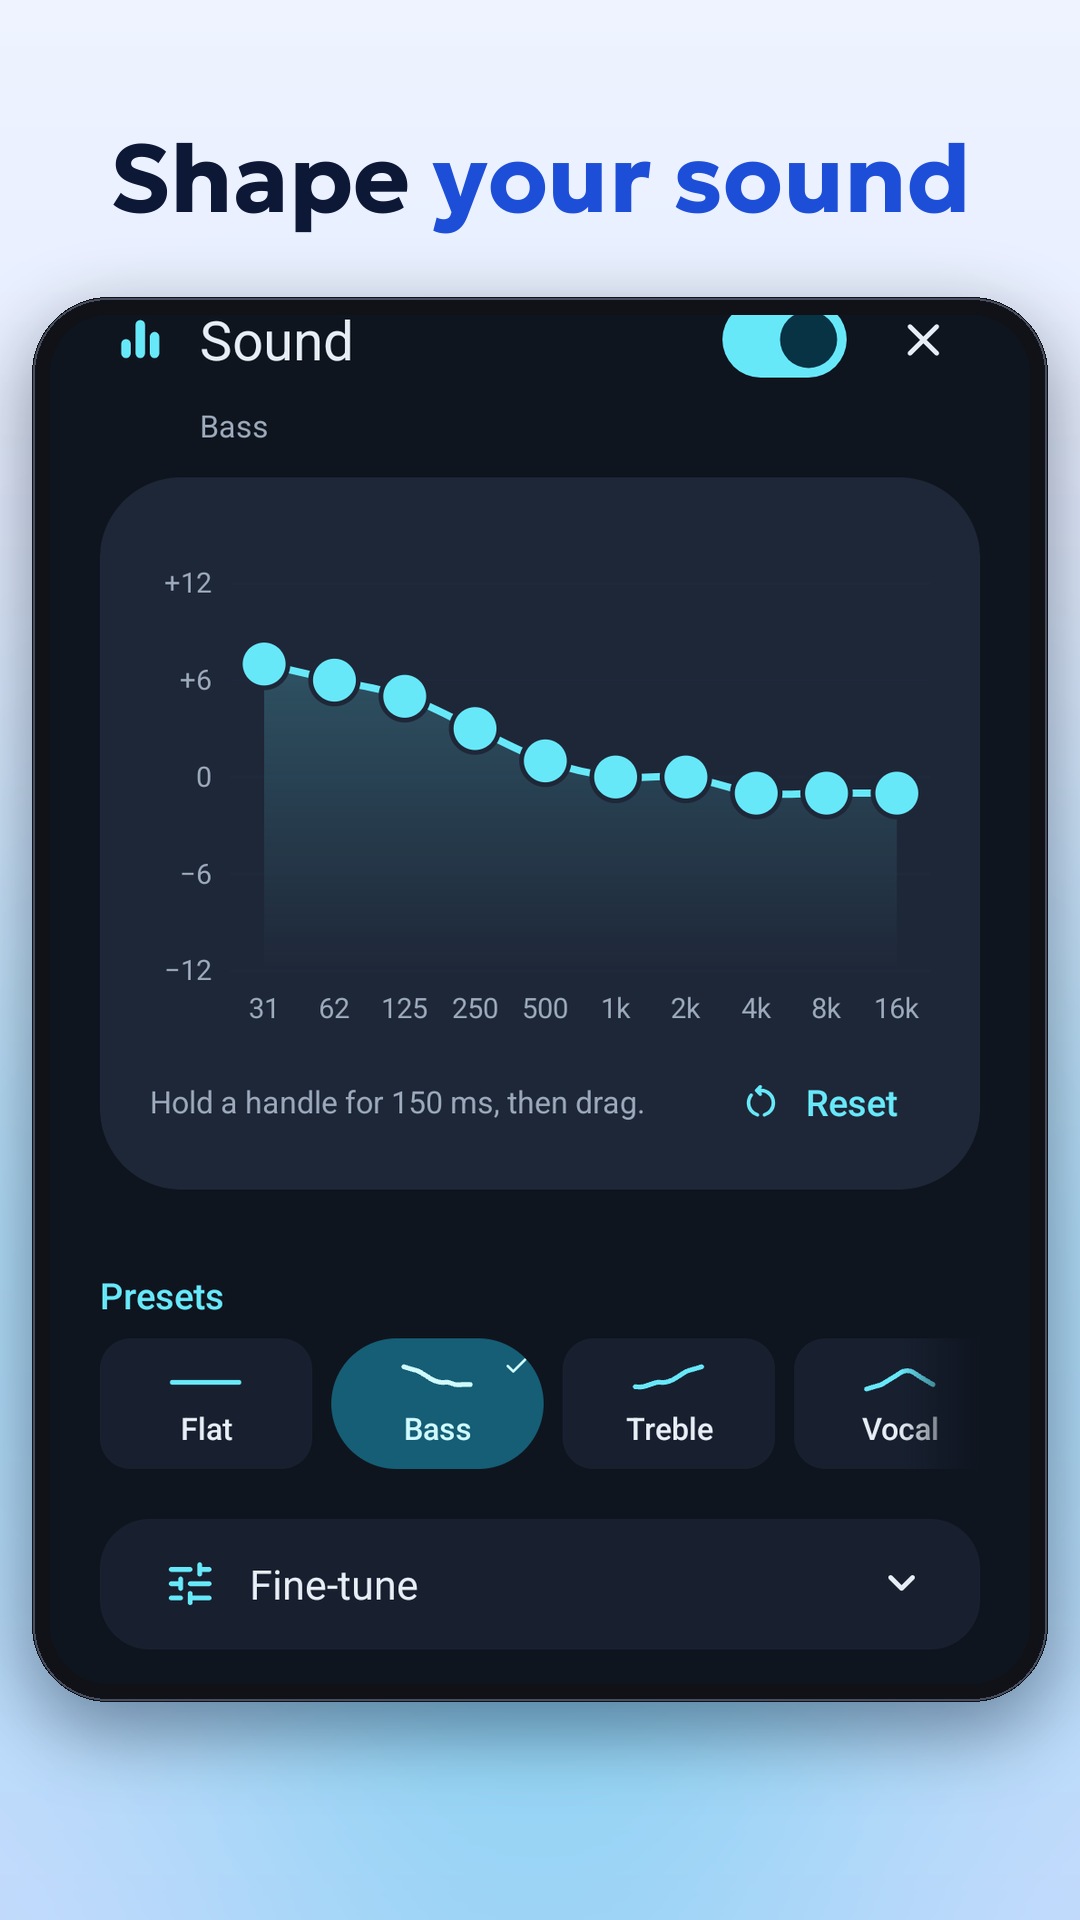 Shape your sound
Sound
Bass
+12
+6
0
−6
−12
31 62 125 250 500 1k 2k 4k 8k 16k
Hold a handle for 150 ms, then drag.
Reset
Presets
Flat
Bass
Treble
Vocal
Fine-tune